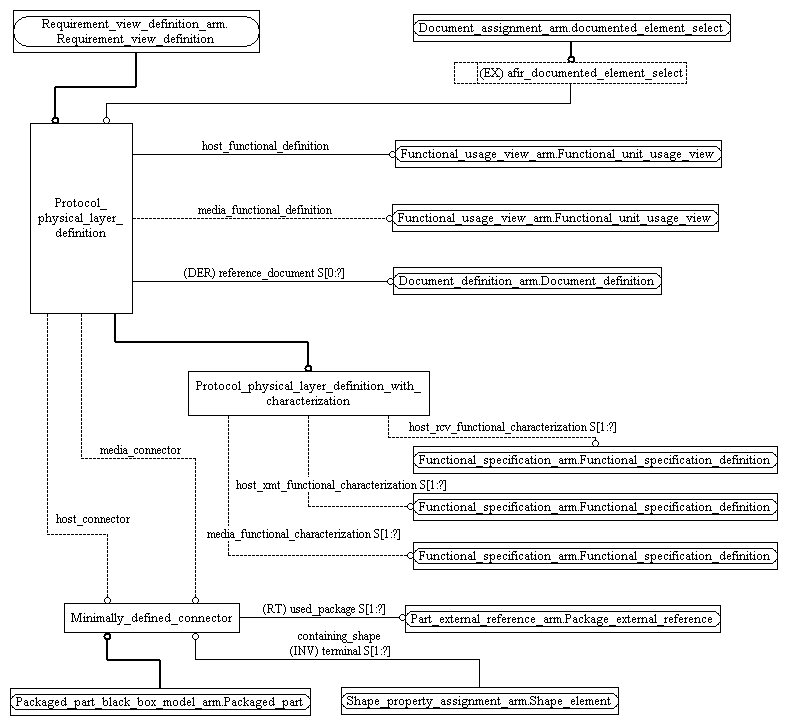 Requirement_view_definition_arm.
Requirement_view_definition
Document_assignment_arm.documented_element_select
(EX) afir_documented_element_select
host_functional_definition
Functional_usage_view_arm.Functional_unit_usage_view
Protocol_
physical_layer_
definition
media_functional_definition
Functional_usage_view_arm.Functional_unit_usage_view
(DER) reference_document S[0:?]
Document_definition_arm.Document_definition
Protocol_physical_layer_definition_with_
characterization
host_rcv_functional_characterization S[1:?]
media_connector
Functional_specification_arm.Functional_specification_definition
host_xmt_functional_characterization S[1:?]
Functional_specification_arm.Functional_specification_definition
host_connector
media_functional_characterization S[1:?]
Functional_specification_arm.Functional_specification_definition
Minimally_defined_connector
(RT) used_package S[1:?]
Part_external_reference_arm.Package_external_reference
containing_shape
(INV) terminal S[1:?]
Packaged_part_black_box_model_arm.Packaged_part
Shape_property_assignment_arm.Shape_element